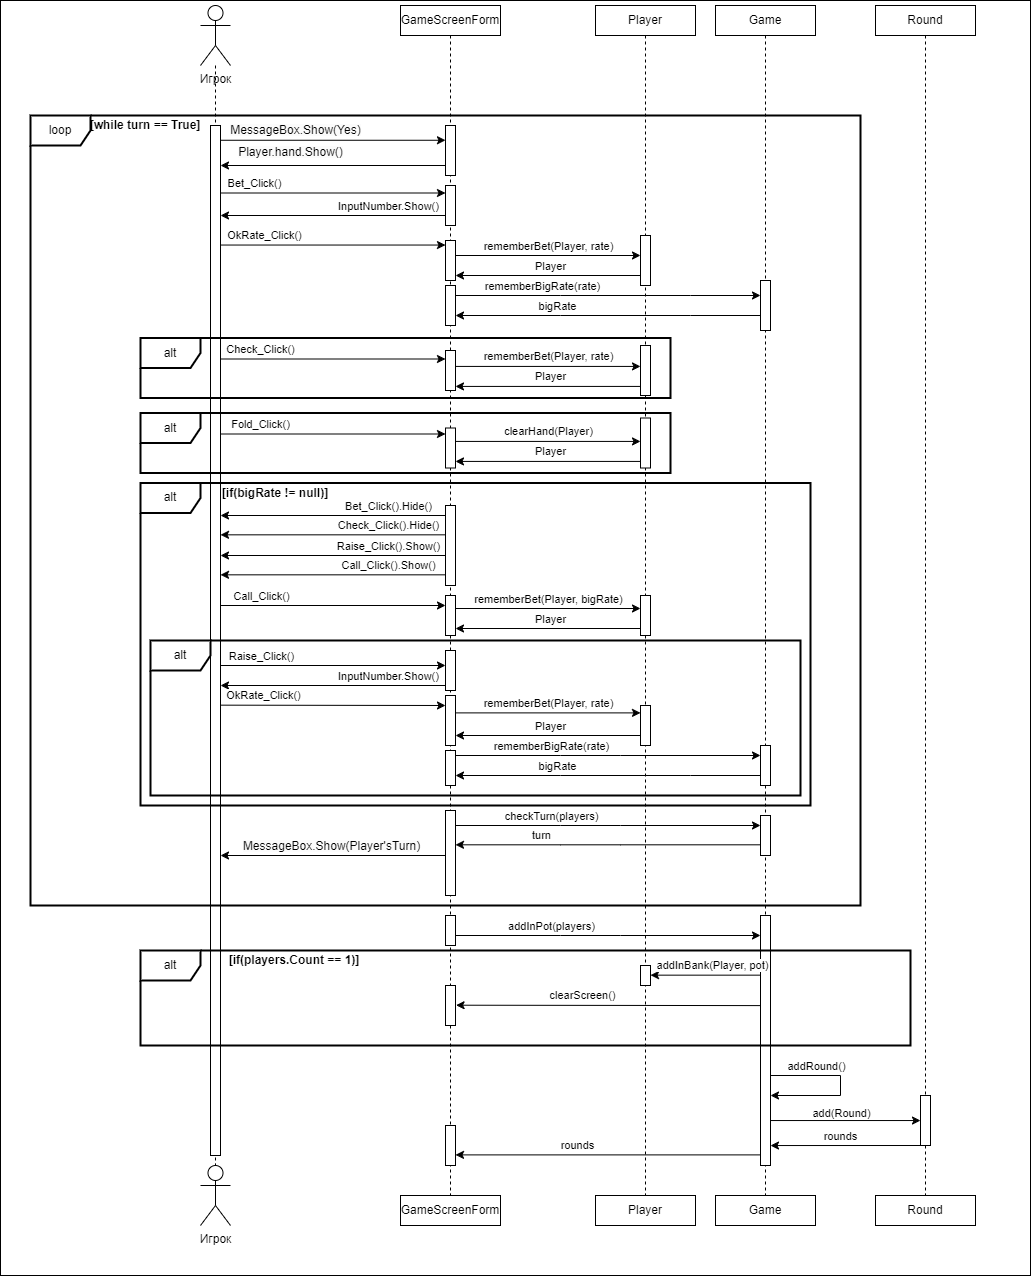 GameScreenForm
Player
Game
Round
Игрок
loop
[while turn == True]
MessageBox.Show(Yes)
Player.hand.Show()
Bet_Click()
InputNumber.Show()
OkRate_Click()
rememberBet(Player, rate)
Player
rememberBigRate(rate)
bigRate
alt
Check_Click()
rememberBet(Player, rate)
Player
alt
Fold_Click()
clearHand(Player)
Player
alt
[if(bigRate != null)]
Bet_Click().Hide()
Check_Click().Hide()
Raise_Click().Show()
Call_Click().Show()
Call_Click()
rememberBet(Player, bigRate)
Player
alt
Raise_Click()
InputNumber.Show()
OkRate_Click()
rememberBet(Player, rate)
Player
rememberBigRate(rate)
bigRate
checkTurn(players)
turn
MessageBox.Show(Player'sTurn)
addInPot(players)
alt
[if(players.Count == 1)]
addInBank(Player, pot)
clearScreen()
addRound()
add(Round)
rounds
rounds
GameScreenForm
Player
Game
Round
Игрок